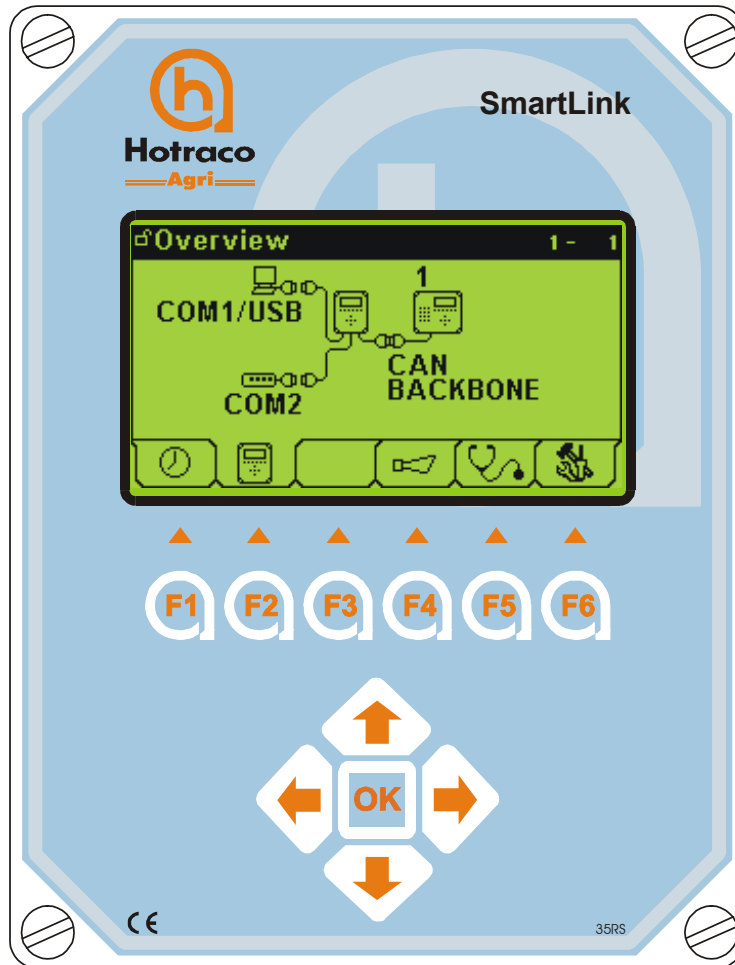 h
Hotraco
Agri
SmartLink
Overview 1 - 1
1
COM1/USB
CAN
BACKBONE
COM2
F1 F2 F3 F4 F5 F6
OK
CE
35RS